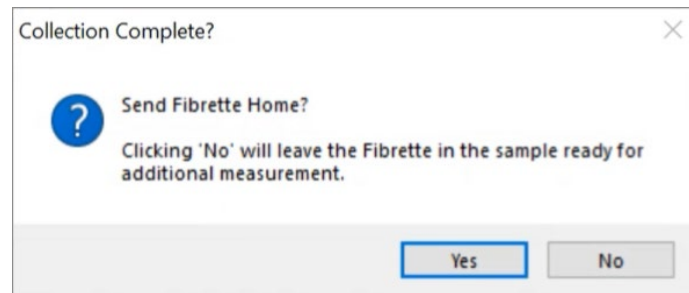 Collection Complete?
Send Fibrette Home?
Clicking 'No' will leave the Fibrette in the sample ready for
additional measurement.
Yes No